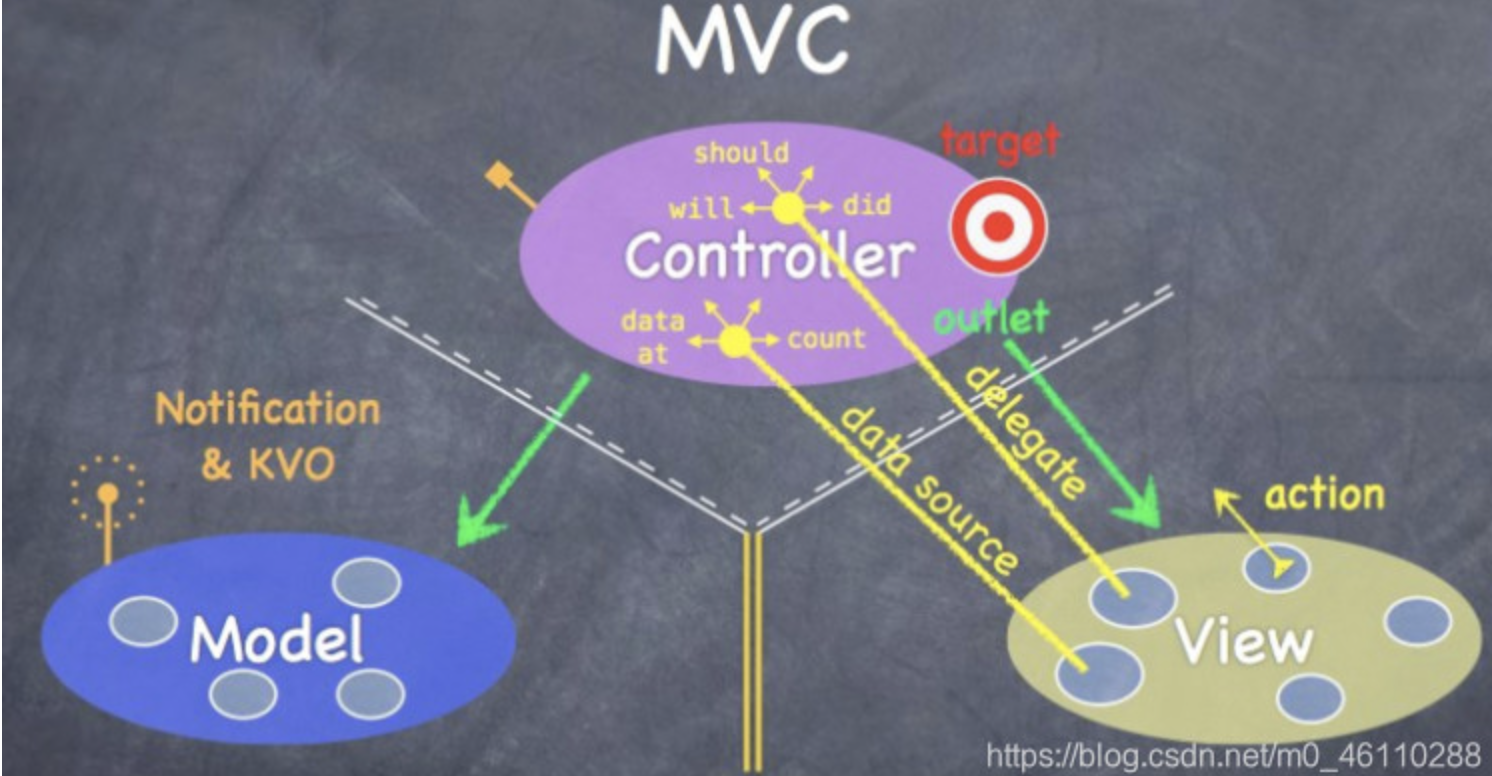 MVC
target
should
will
did
Controller
outlet
data
at
count
delegate
data source
Notification
& KVO
action
Model
View
https://blog.csdn.net/m0_46110288